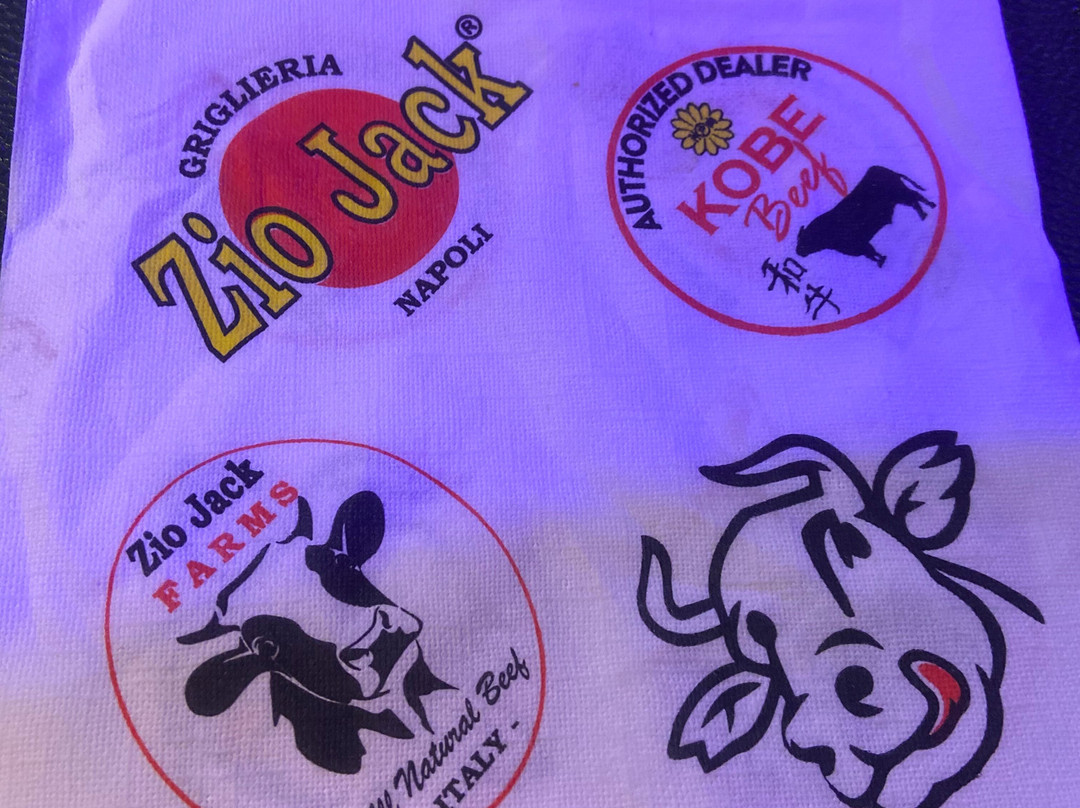 GRIGLIERIA
Zio Jack®
NAPOLI
AUTHORIZED DEALER
KOBE
Beef
和
牛
Zio Jack
FARMS
Natural Beef
ITALY -